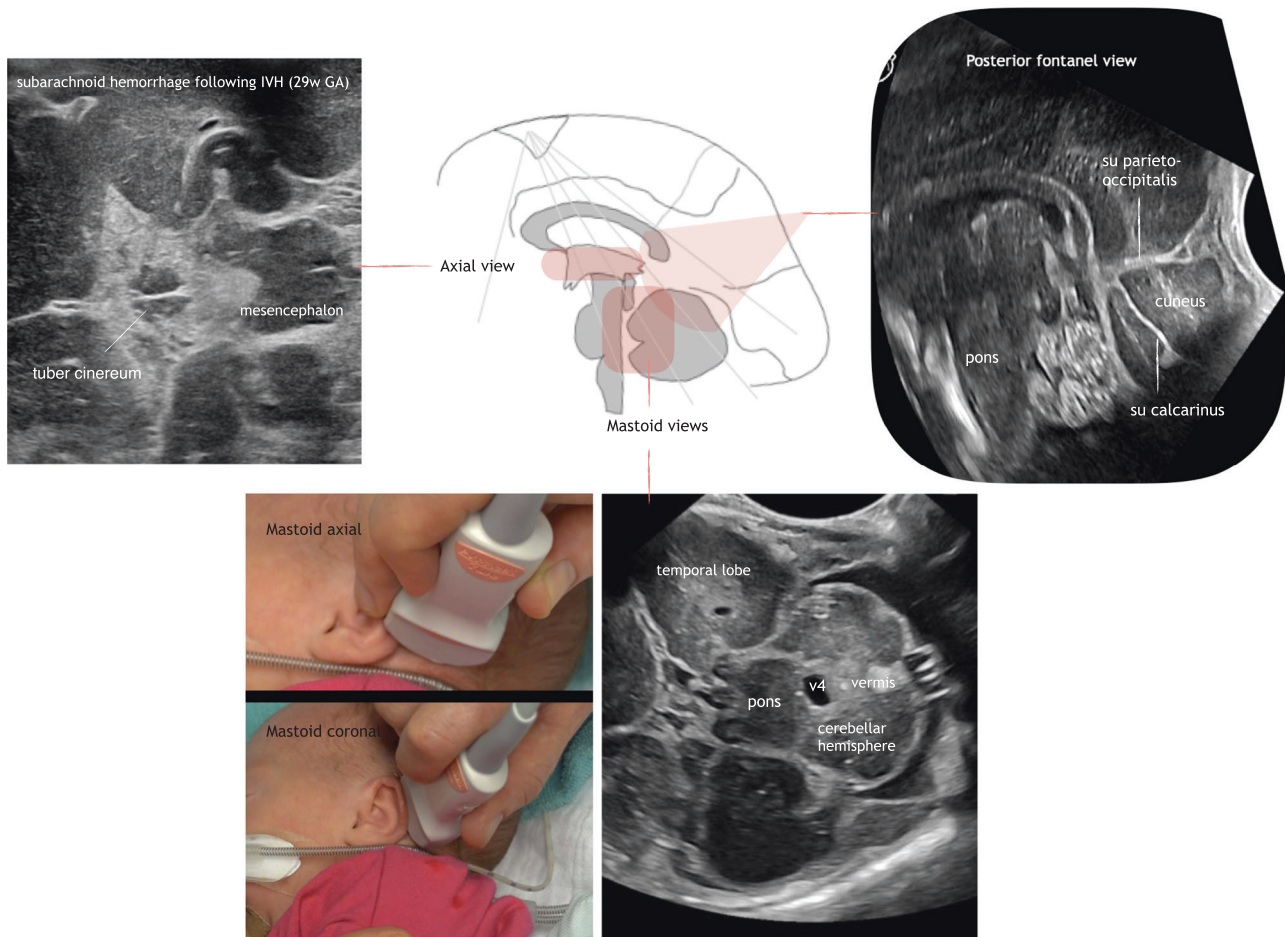 subarachnoid hemorrhage following IVH (29w GA)
mesencephalon
tuber cinereum
Axial view
Mastoid views
Posterior fontanel view
su parieto-
occipitalis
cuneus
pons
su calcarinus
Mastoid axial
Mastoid coronal
temporal lobe
v4
vermis
pons
cerebellar
hemisphere